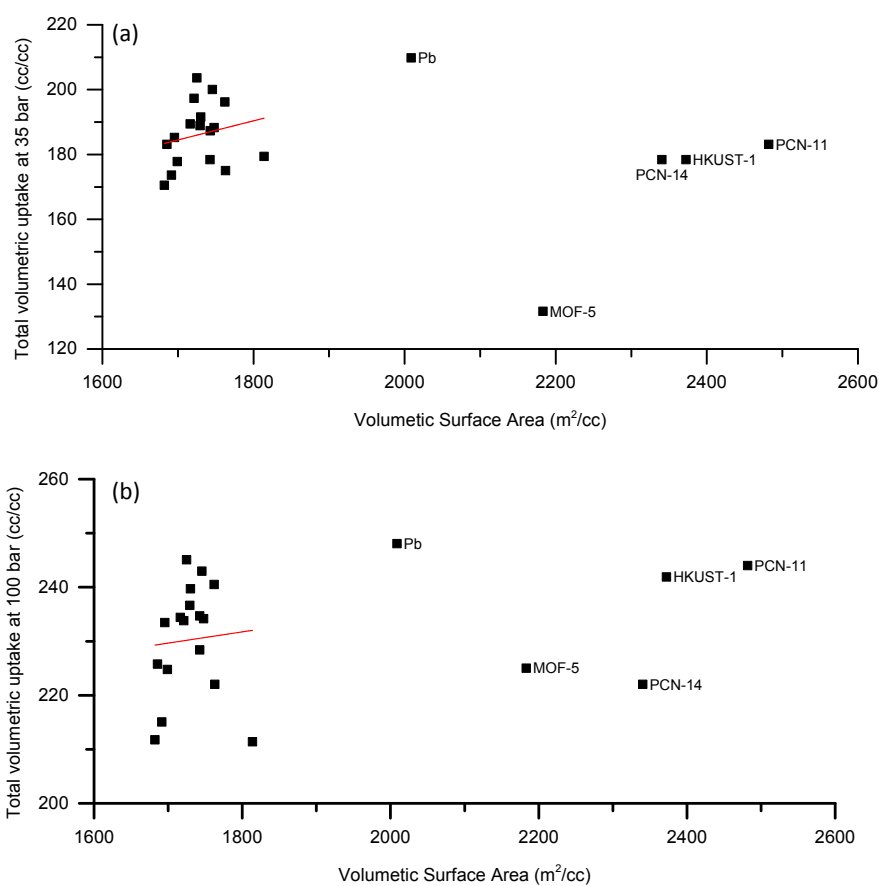 (a)
Total volumetric uptake at 35 bar (cc/cc)
220
200
180
160
140
120
Pb
PCN-11
HKUST-1
PCN-14
MOF-5
1600 1800 2000 2200 2400 2600
Volumetic Surface Area (m²/cc)
(b)
Total volumetric uptake at 100 bar (cc/cc)
260
240
220
200
Pb
PCN-11
HKUST-1
MOF-5
PCN-14
1600 1800 2000 2200 2400 2600
Volumetic Surface Area (m²/cc)